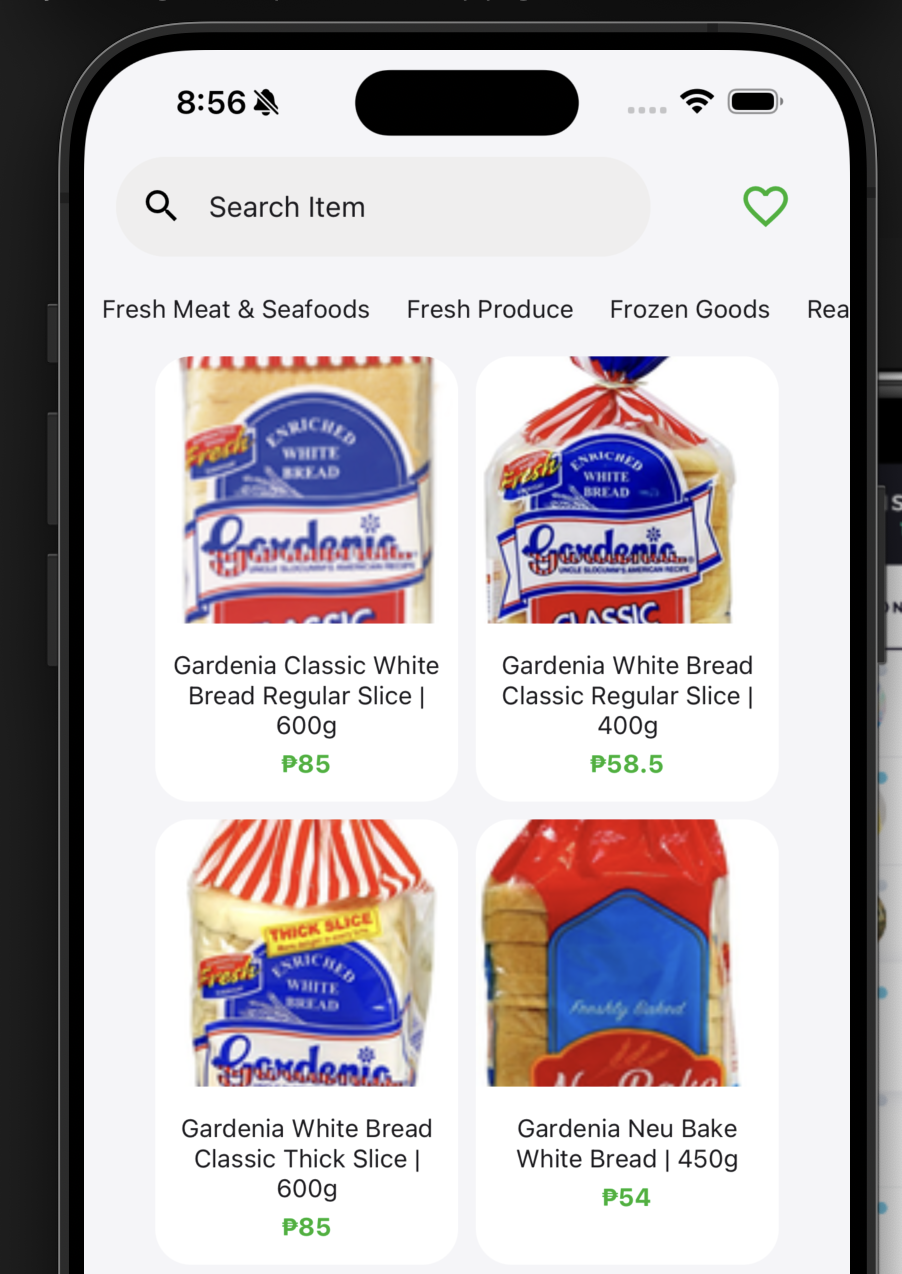 8:56
Search Item
Fresh Meat & Seafoods Fresh Produce Frozen Goods Rea
Fresh
ENRICHED
WHITE
BREAD
Gardenia
UNCLE SLOCUMM'S AMERICAN RECIPE
CLASSIC
Gardenia Classic White
Bread Regular Slice |
600g
₱85
Fresh
ENRICHED
WHITE
BREAD
Gardenia
UNCLE SLOCUMM'S AMERICAN RECIPE
CLASSIC
Gardenia White Bread
Classic Regular Slice |
400g
₱58.5
THICK SLICE
Fresh
ENRICHED
WHITE
BREAD
Gardenia
Gardenia White Bread
Classic Thick Slice |
600g
₱85
Freshly Baked
Neu Bake
Gardenia Neu Bake
White Bread | 450g
₱54